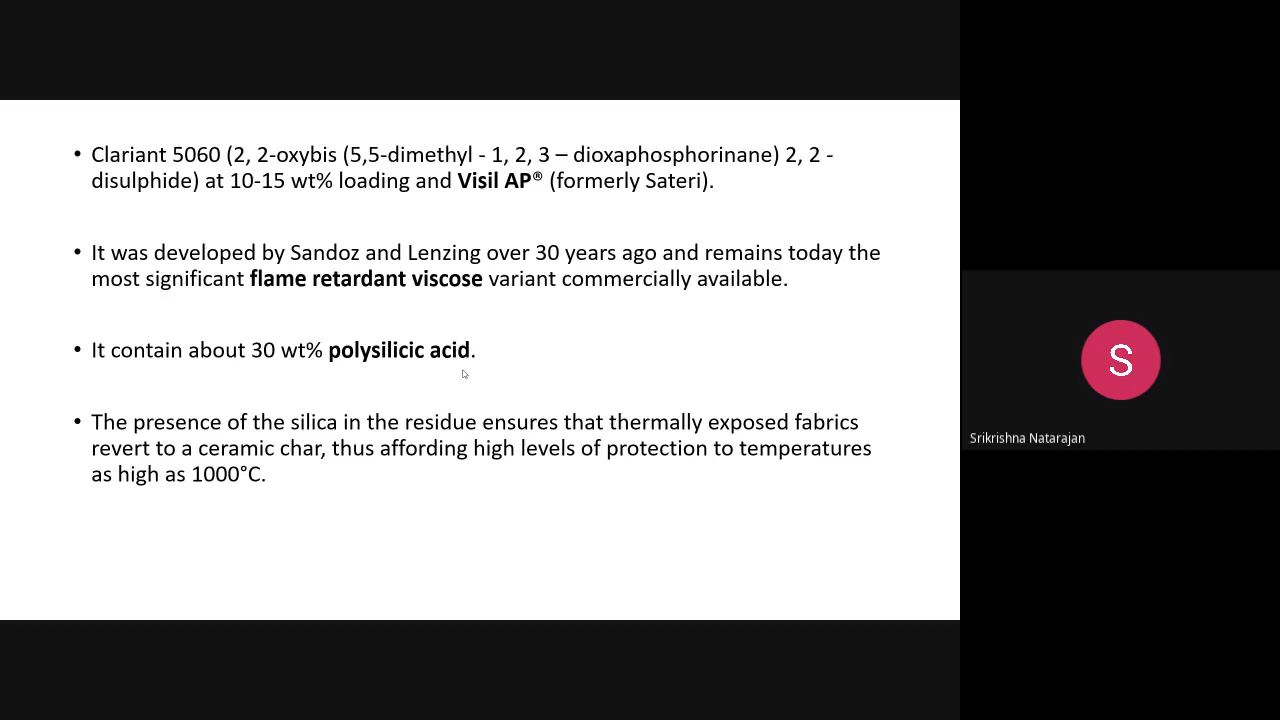 • Clariant 5060 (2, 2-oxybis (5,5-dimethyl - 1, 2, 3 – dioxaphosphorinane) 2, 2 -
disulphide) at 10-15 wt% loading and Visil AP® (formerly Sateri).
• It was developed by Sandoz and Lenzing over 30 years ago and remains today the
most significant flame retardant viscose variant commercially available.
• It contain about 30 wt% polysilicic acid.
• The presence of the silica in the residue ensures that thermally exposed fabrics
revert to a ceramic char, thus affording high levels of protection to temperatures
as high as 1000°C.
S
Srikrishna Natarajan